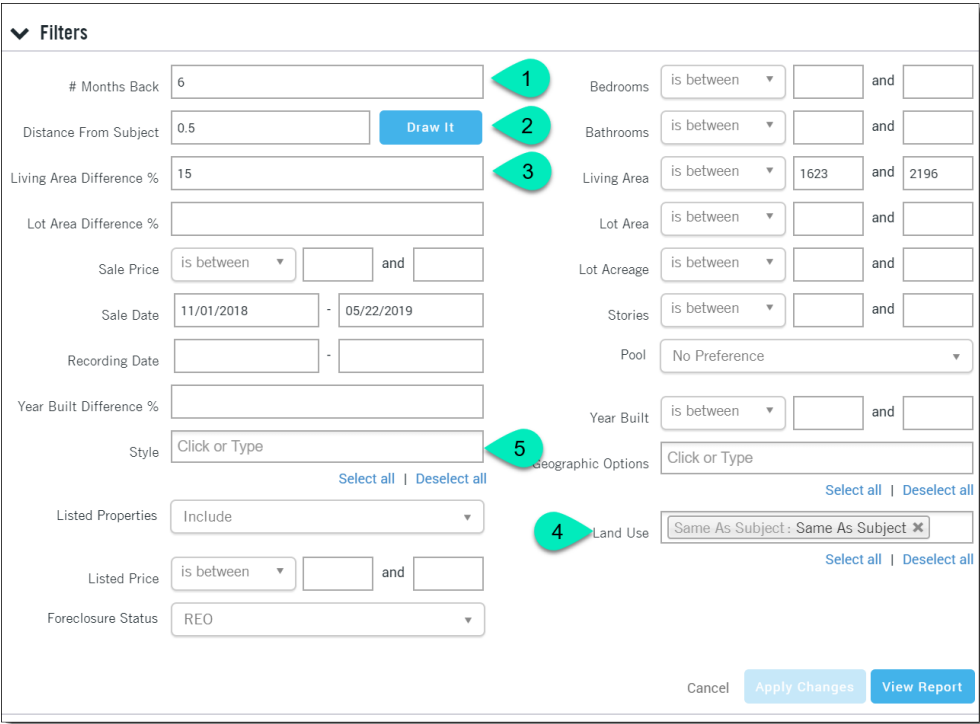 Filters
# Months Back 6 1
Distance From Subject 0.5 Draw It 2
Living Area Difference % 15 3
Lot Area Difference %
Sale Price is between and
Sale Date 11/01/2018 - 05/22/2019
Recording Date -
Year Built Difference %
Style Click or Type 5
Select all | Deselect all
Listed Properties Include
Listed Price is between and
Foreclosure Status REO
Bedrooms is between and
Bathrooms is between and
Living Area is between 1623 and 2196
Lot Area is between and
Lot Acreage is between and
Stories is between and
Pool No Preference
Year Built is between and
Geographic Options Click or Type
Select all | Deselect all
4 Land Use Same As Subject : Same As Subject ×
Select all | Deselect all
Cancel Apply Changes View Report